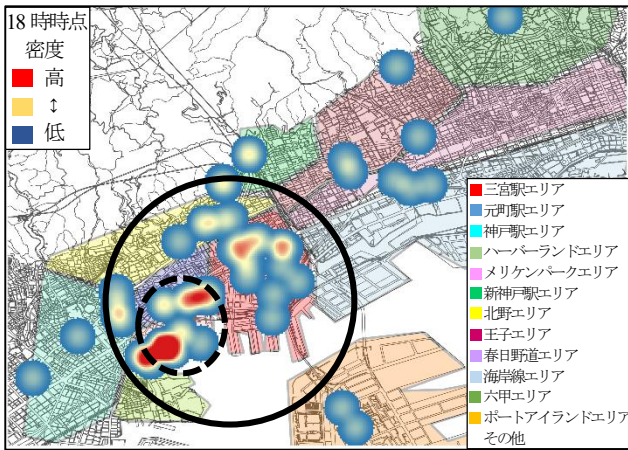 18時時点
密度
高
↕
低
三宮駅エリア
元町駅エリア
神戸駅エリア
ハーバーランドエリア
メリケンパークエリア
新神戸駅エリア
北野エリア
王子エリア
春日野道エリア
海岸線エリア
六甲エリア
ポートアイランドエリア
その他